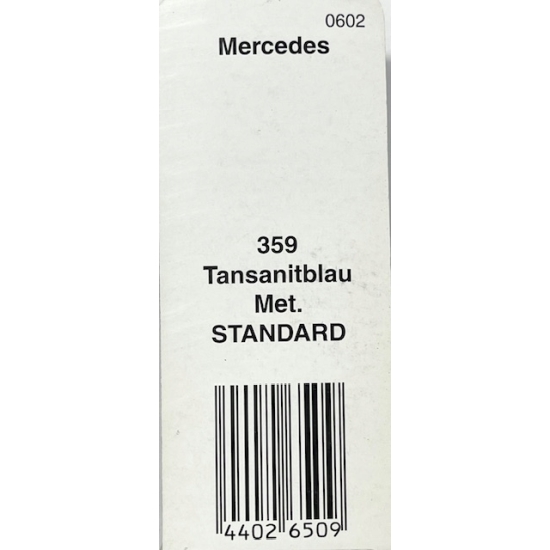 0602
Mercedes
359
Tansanitblau
Met.
STANDARD
4402 6509